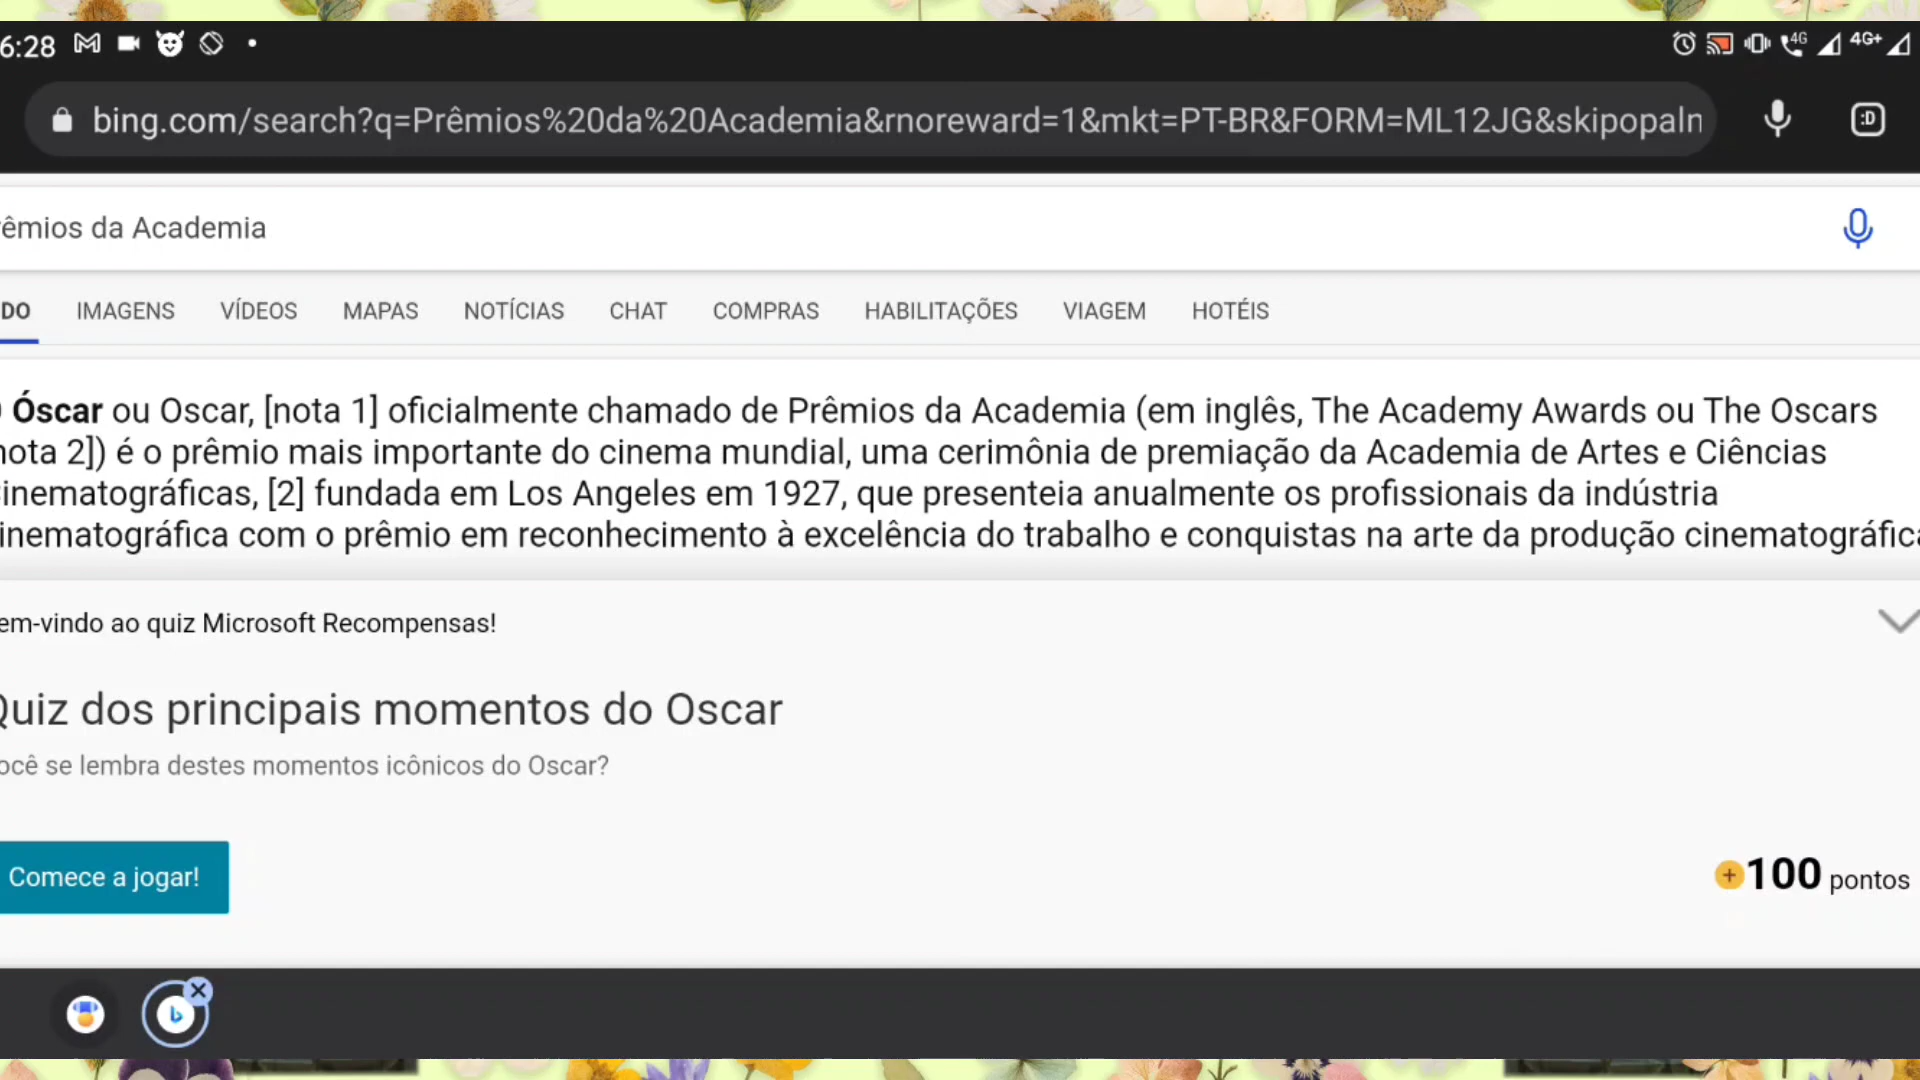 6:28 4G 4G+
bing.com/search?q=Prêmios%20da%20Academia&rnoreward=1&mkt=PT-BR&FORM=ML12JG&skipopaln
:D
êmios da Academia
DO IMAGENS VÍDEOS MAPAS NOTÍCIAS CHAT COMPRAS HABILITAÇÕES VIAGEM HOTÉIS
Óscar ou Oscar, [nota 1] oficialmente chamado de Prêmios da Academia (em inglês, The Academy Awards ou The Oscars
nota 2]) é o prêmio mais importante do cinema mundial, uma cerimônia de premiação da Academia de Artes e Ciências
inematográficas, [2] fundada em Los Angeles em 1927, que presenteia anualmente os profissionais da indústria
inematográfica com o prêmio em reconhecimento à excelência do trabalho e conquistas na arte da produção cinematográfica
em-vindo ao quiz Microsoft Recompensas!
Quiz dos principais momentos do Oscar
ocê se lembra destes momentos icônicos do Oscar?
Comece a jogar!
+100 pontos